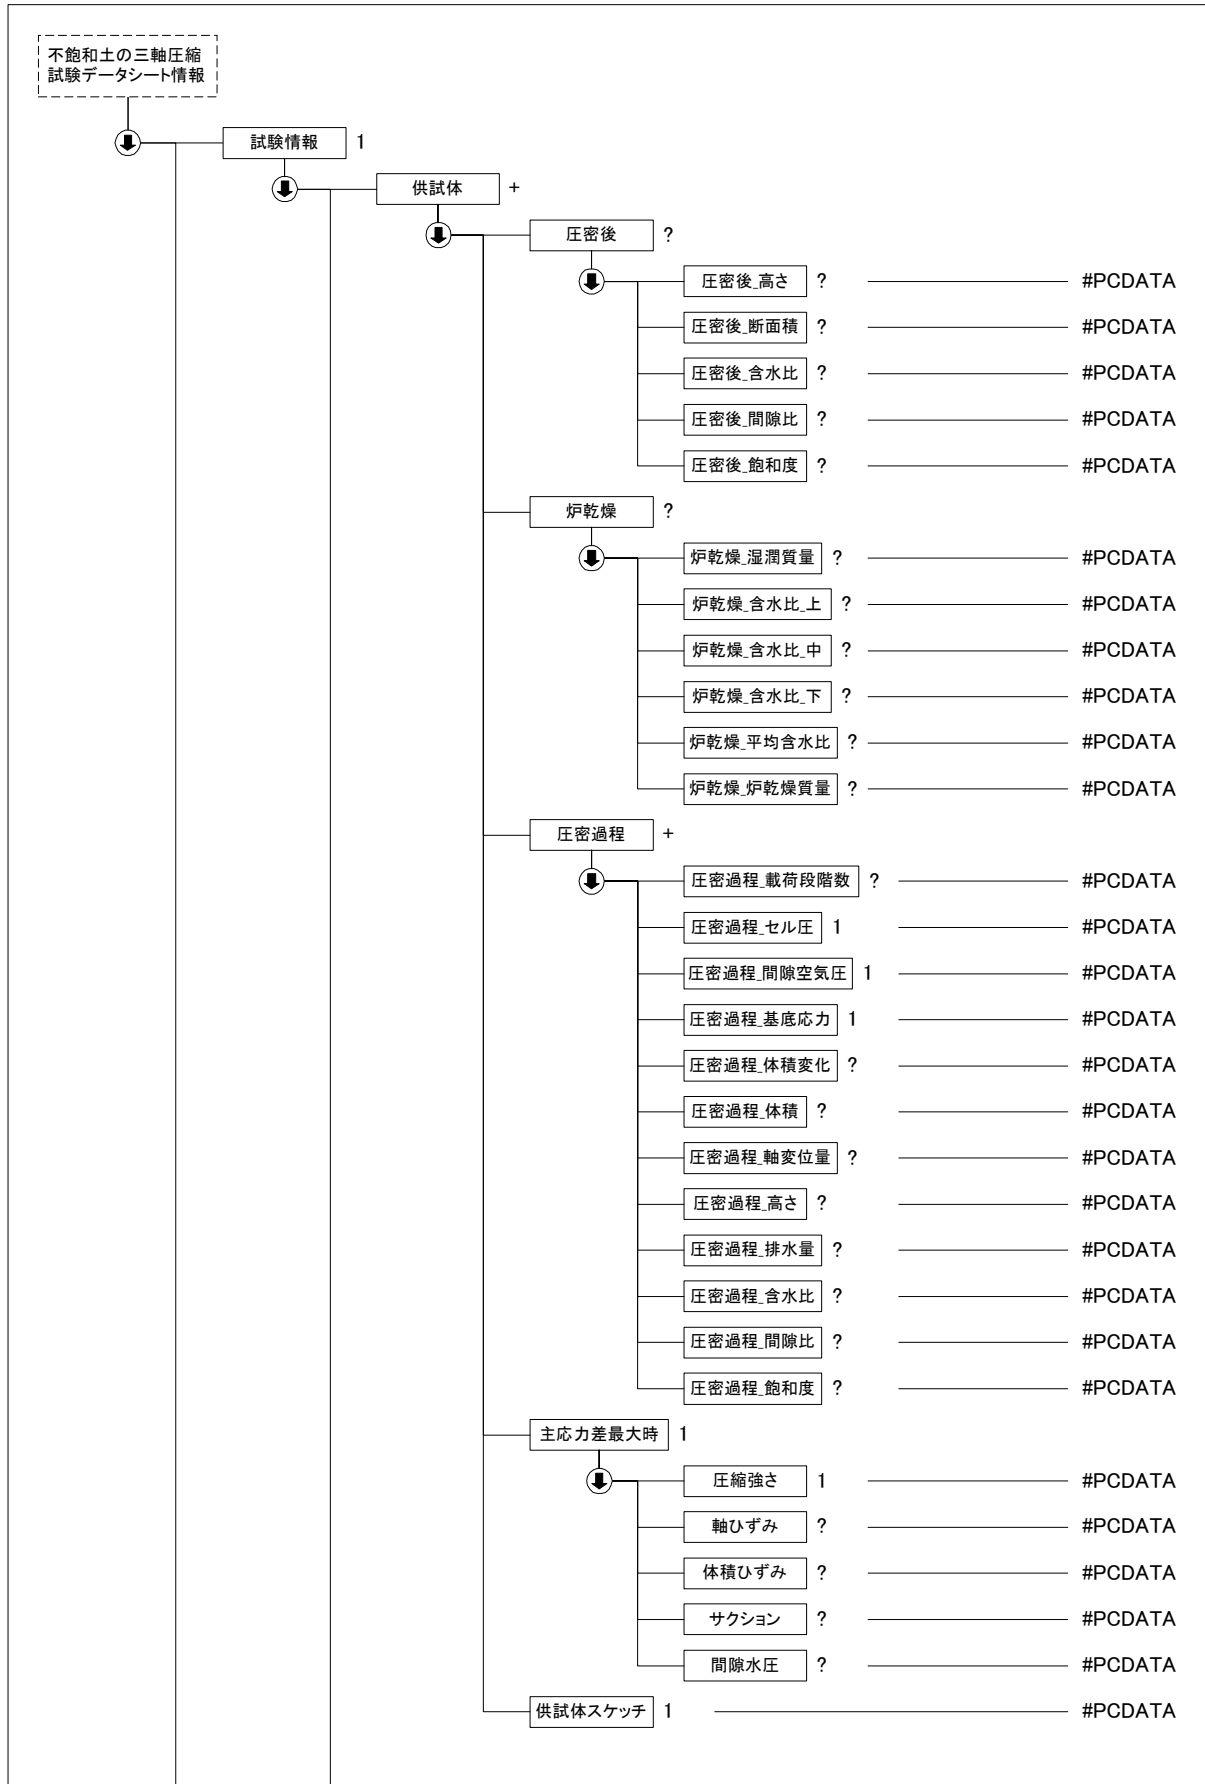 不飽和土の三軸圧縮
試験データシート情報
試験情報 1
供試体 +
圧密後 ?
圧密後_高さ ? #PCDATA
圧密後_断面積 ? #PCDATA
圧密後_含水比 ? #PCDATA
圧密後_間隙比 ? #PCDATA
圧密後_飽和度 ? #PCDATA
炉乾燥 ?
炉乾燥_湿潤質量 ? #PCDATA
炉乾燥_含水比_上 ? #PCDATA
炉乾燥_含水比_中 ? #PCDATA
炉乾燥_含水比_下 ? #PCDATA
炉乾燥_平均含水比 ? #PCDATA
炉乾燥_炉乾燥質量 ? #PCDATA
圧密過程 +
圧密過程_載荷段階数 ? #PCDATA
圧密過程_セル圧 1 #PCDATA
圧密過程_間隙空気圧 1 #PCDATA
圧密過程_基底応力 1 #PCDATA
圧密過程_体積変化 ? #PCDATA
圧密過程_体積 ? #PCDATA
圧密過程_軸変位量 ? #PCDATA
圧密過程_高さ ? #PCDATA
圧密過程_排水量 ? #PCDATA
圧密過程_含水比 ? #PCDATA
圧密過程_間隙比 ? #PCDATA
圧密過程_飽和度 ? #PCDATA
主応力差最大時 1
圧縮強さ 1 #PCDATA
軸ひずみ ? #PCDATA
体積ひずみ ? #PCDATA
サクション ? #PCDATA
間隙水圧 ? #PCDATA
供試体スケッチ 1 #PCDATA